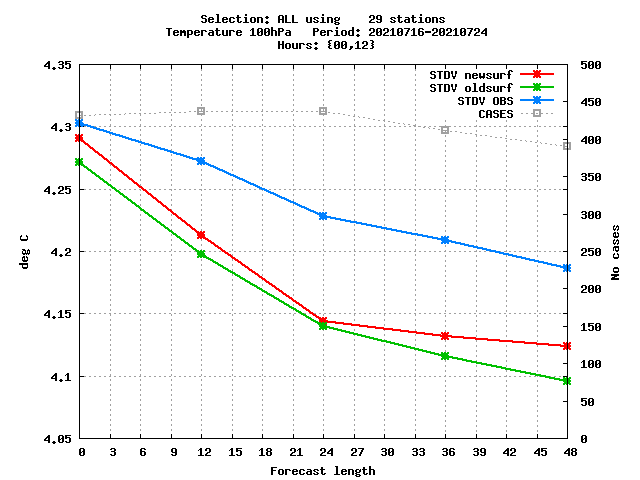 Selection: ALL using    29 stations
Temperature 100hPa   Period: 20210716-20210724
Hours: {00,12}
STDV newsurf
STDV oldsurf
STDV OBS
CASES
4.35
4.3
4.25
4.2
4.15
4.1
4.05
deg C
500
450
400
350
300
250
200
150
100
50
0
No cases
0 3 6 9 12 15 18 21 24 27 30 33 36 39 42 45 48
Forecast length